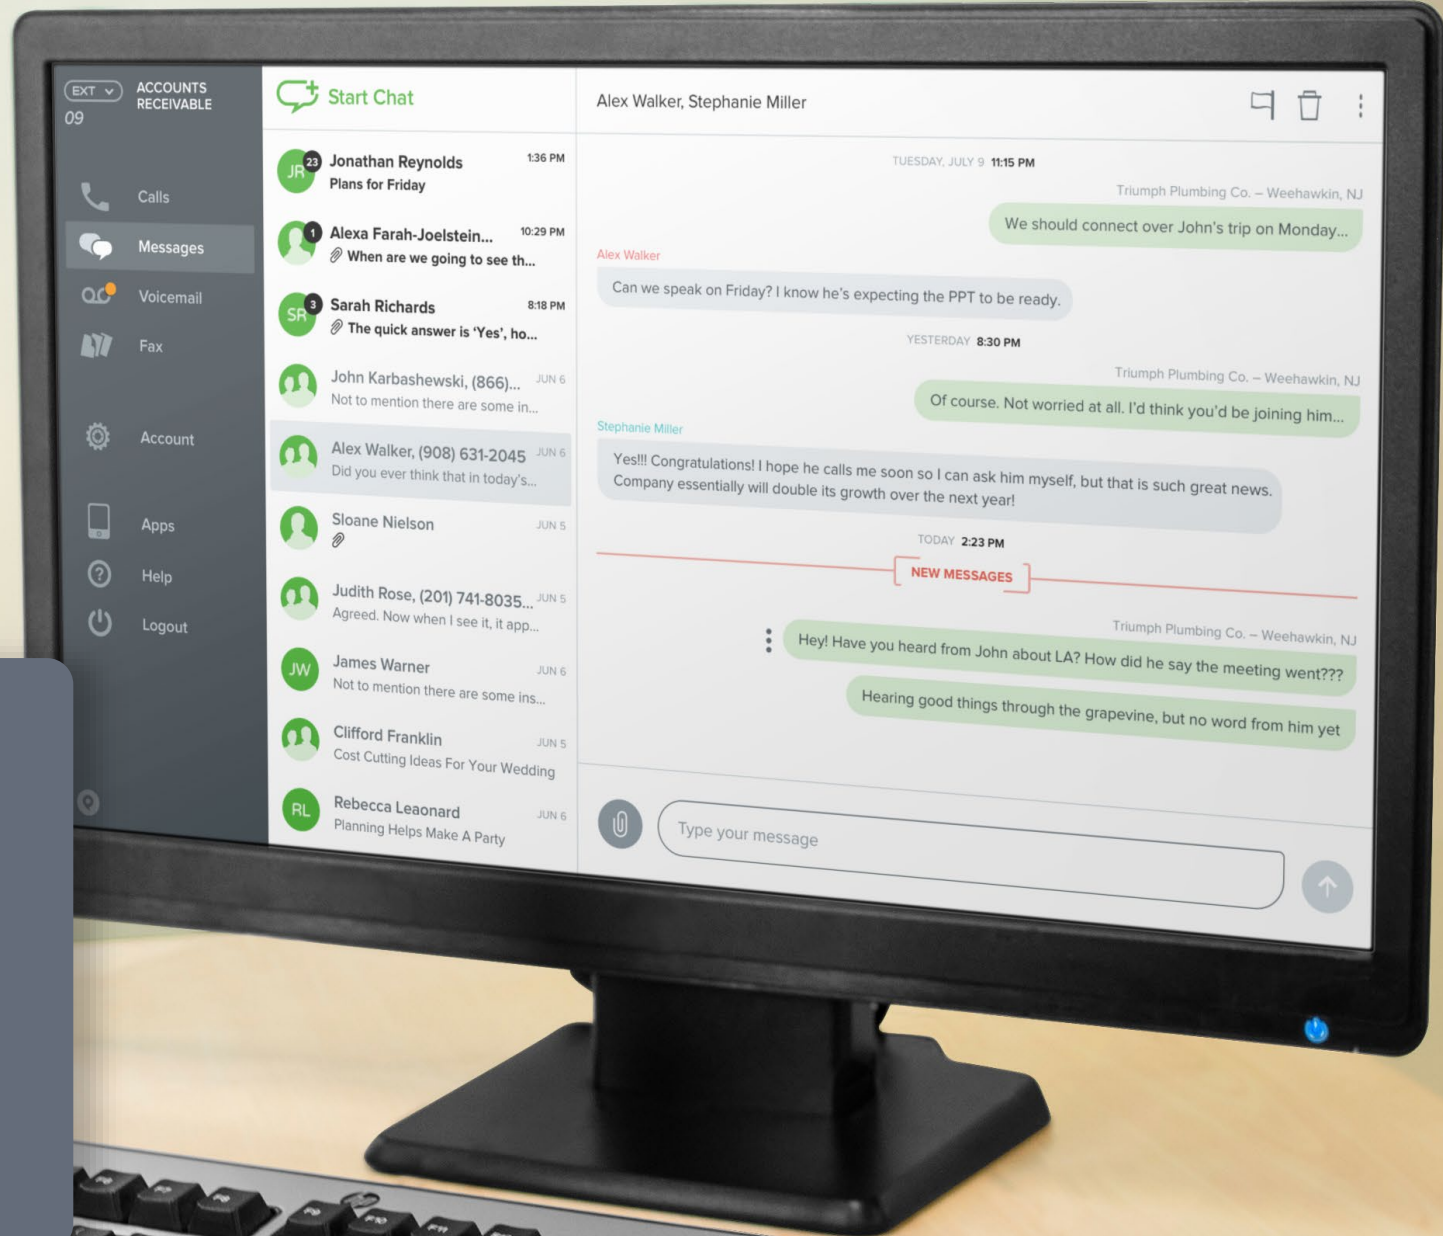 EXT
09
ACCOUNTS
RECEIVABLE
Calls
Messages
Voicemail
Fax
Account
Apps
Help
Logout
Start Chat
JR
23
Jonathan Reynolds
1:36 PM
Plans for Friday
1
Alexa Farah-Joelstein...
10:29 PM
When are we going to see th...
SR
3
Sarah Richards
8:18 PM
The quick answer is ‘Yes’, ho...
John Karbashewski, (866)...
JUN 6
Not to mention there are some in...
Alex Walker, (908) 631-2045
JUN 6
Did you ever think that in today’s...
Sloane Nielson
JUN 5
Judith Rose, (201) 741-8035...
JUN 5
Agreed. Now when I see it, it app...
JW
James Warner
JUN 6
Not to mention there are some ins...
Clifford Franklin
JUN 5
Cost Cutting Ideas For Your Wedding
RL
Rebecca Leaonard
JUN 6
Planning Helps Make A Party
Alex Walker, Stephanie Miller
TUESDAY, JULY 9 11:15 PM
Triumph Plumbing Co. – Weehawkin, NJ
We should connect over John’s trip on Monday...
Alex Walker
Can we speak on Friday? I know he’s expecting the PPT to be ready.
YESTERDAY 8:30 PM
Triumph Plumbing Co. – Weehawkin, NJ
Of course. Not worried at all. I’d think you’d be joining him...
Stephanie Miller
Yes!!! Congratulations! I hope he calls me soon so I can ask him myself, but that is such great news.
Company essentially will double its growth over the next year!
TODAY 2:23 PM
NEW MESSAGES
Triumph Plumbing Co. – Weehawkin, NJ
Hey! Have you heard from John about LA? How did he say the meeting went???
Hearing good things through the grapevine, but no word from him yet
Type your message
F10
F11